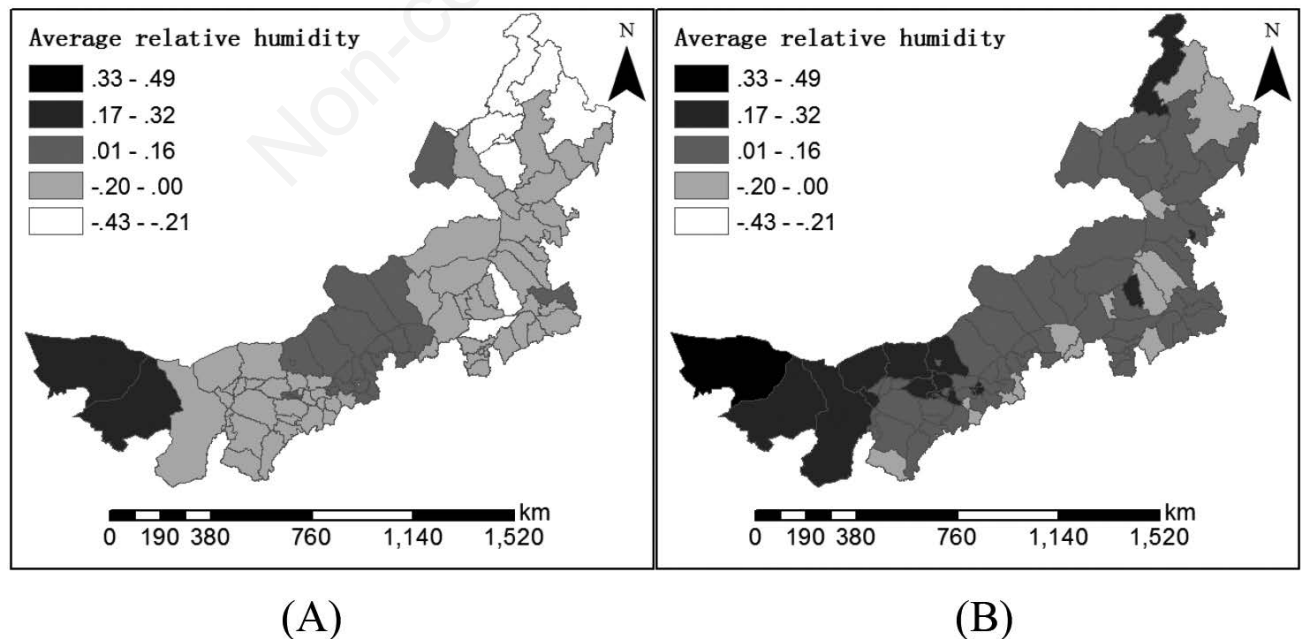 Average relative humidity
.33 - .49
.17 - .32
.01 - .16
-.20 - .00
-.43 - -.21
N
km
0 190 380 760 1,140 1,520
(A)
Average relative humidity
.33 - .49
.17 - .32
.01 - .16
-.20 - .00
-.43 - -.21
N
km
0 190 380 760 1,140 1,520
(B)
Non-co